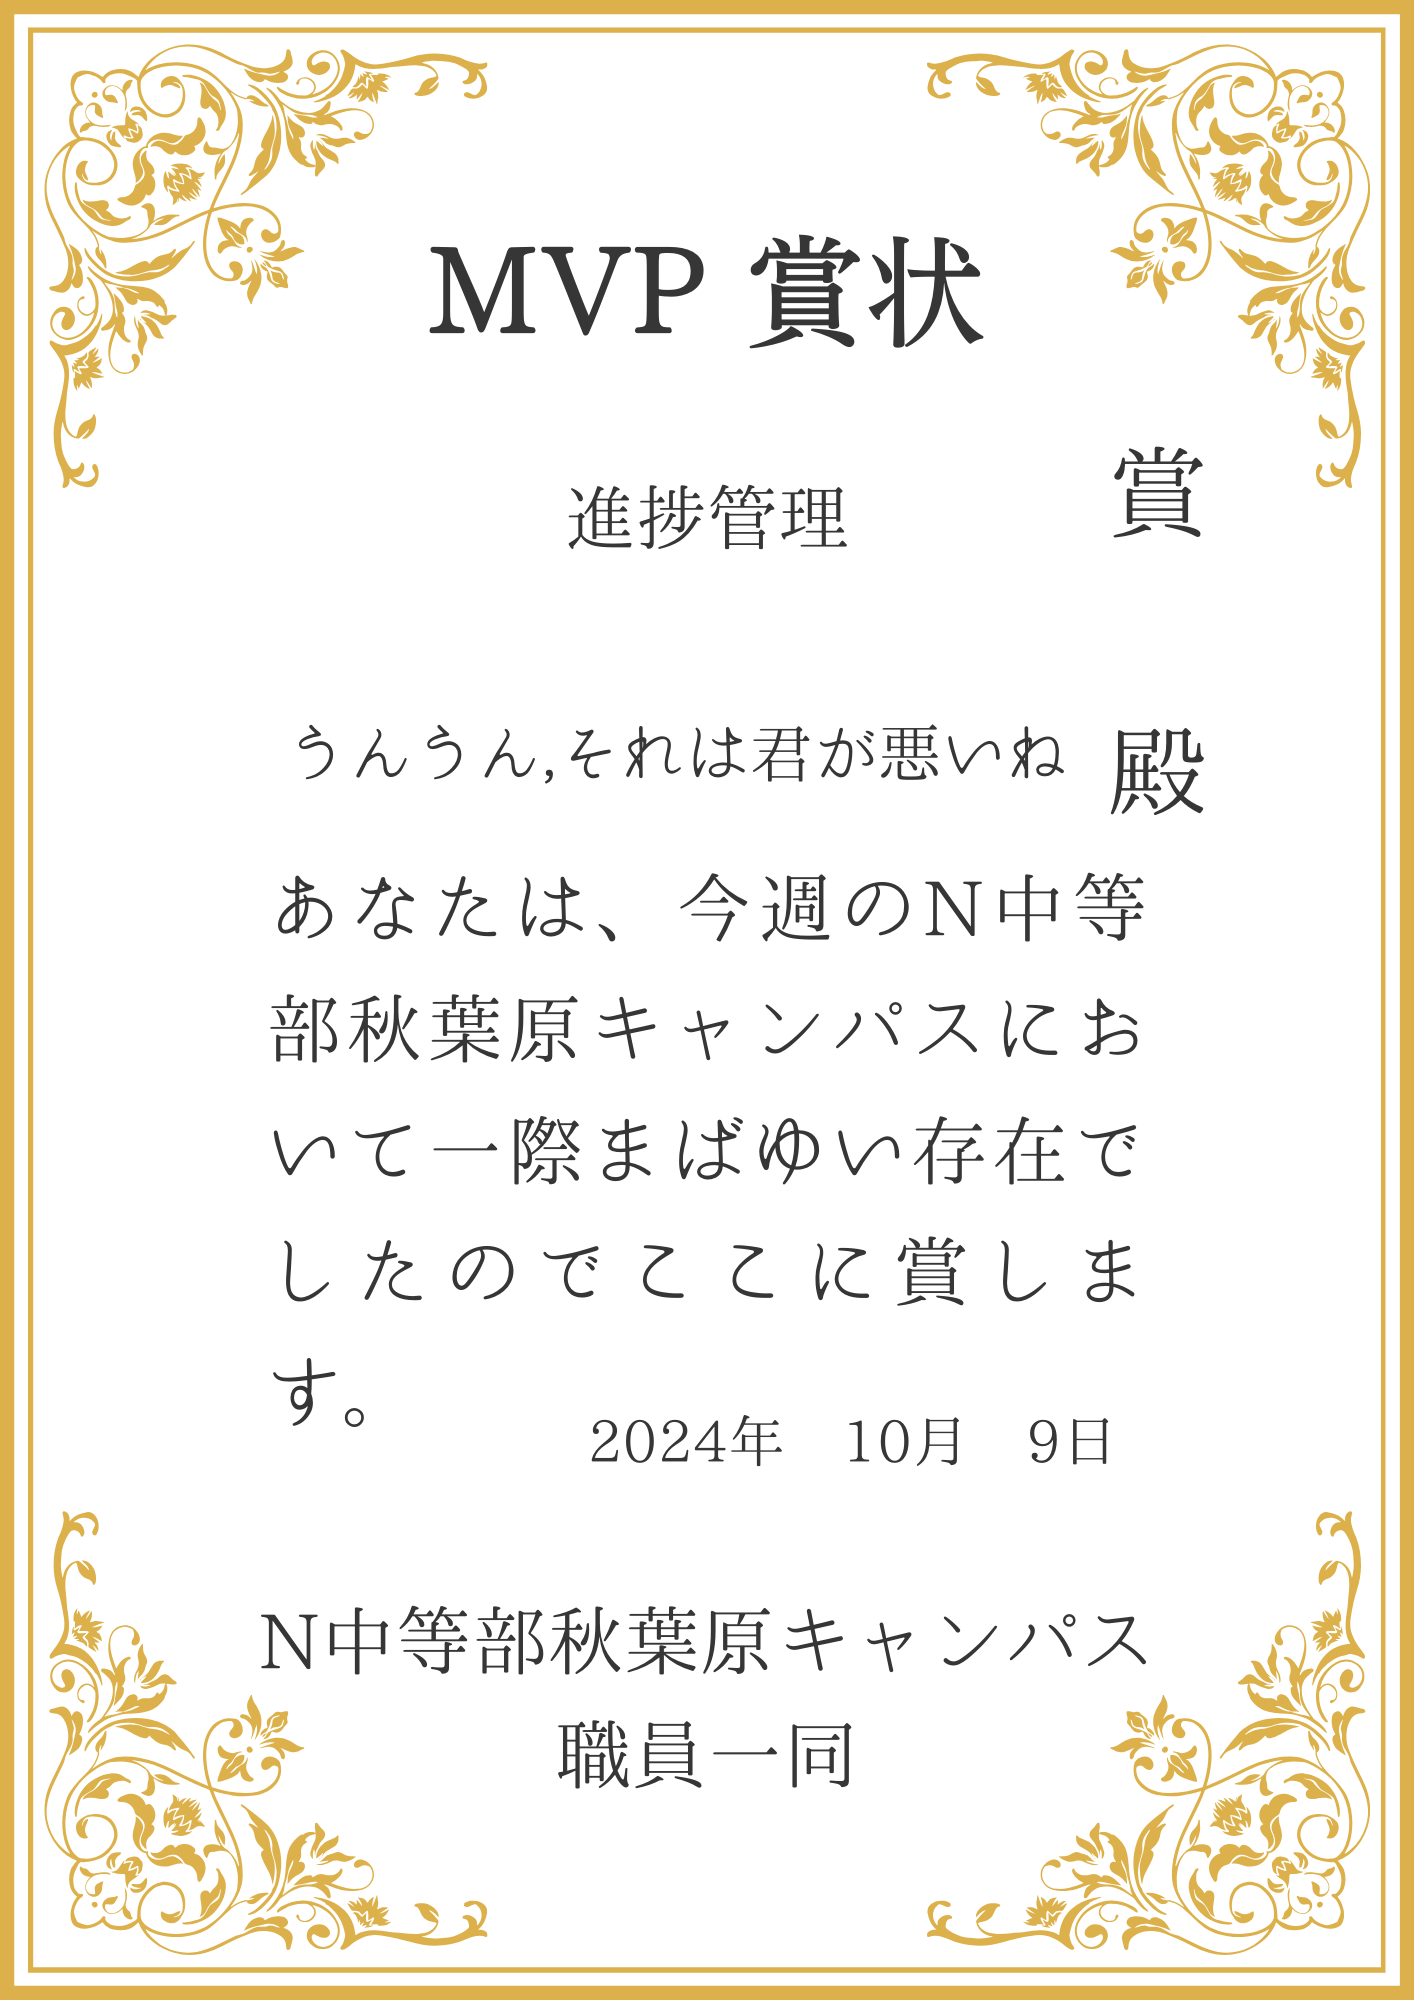 MVP 賞状
進捗管理 賞
うんうん,それは君が悪いね 殿
あなたは、今週のN中等
部秋葉原キャンパスにお
いて一際まばゆい存在で
したのでここに賞しま
す。
2024年　10月　9日
N中等部秋葉原キャンパス
職員一同